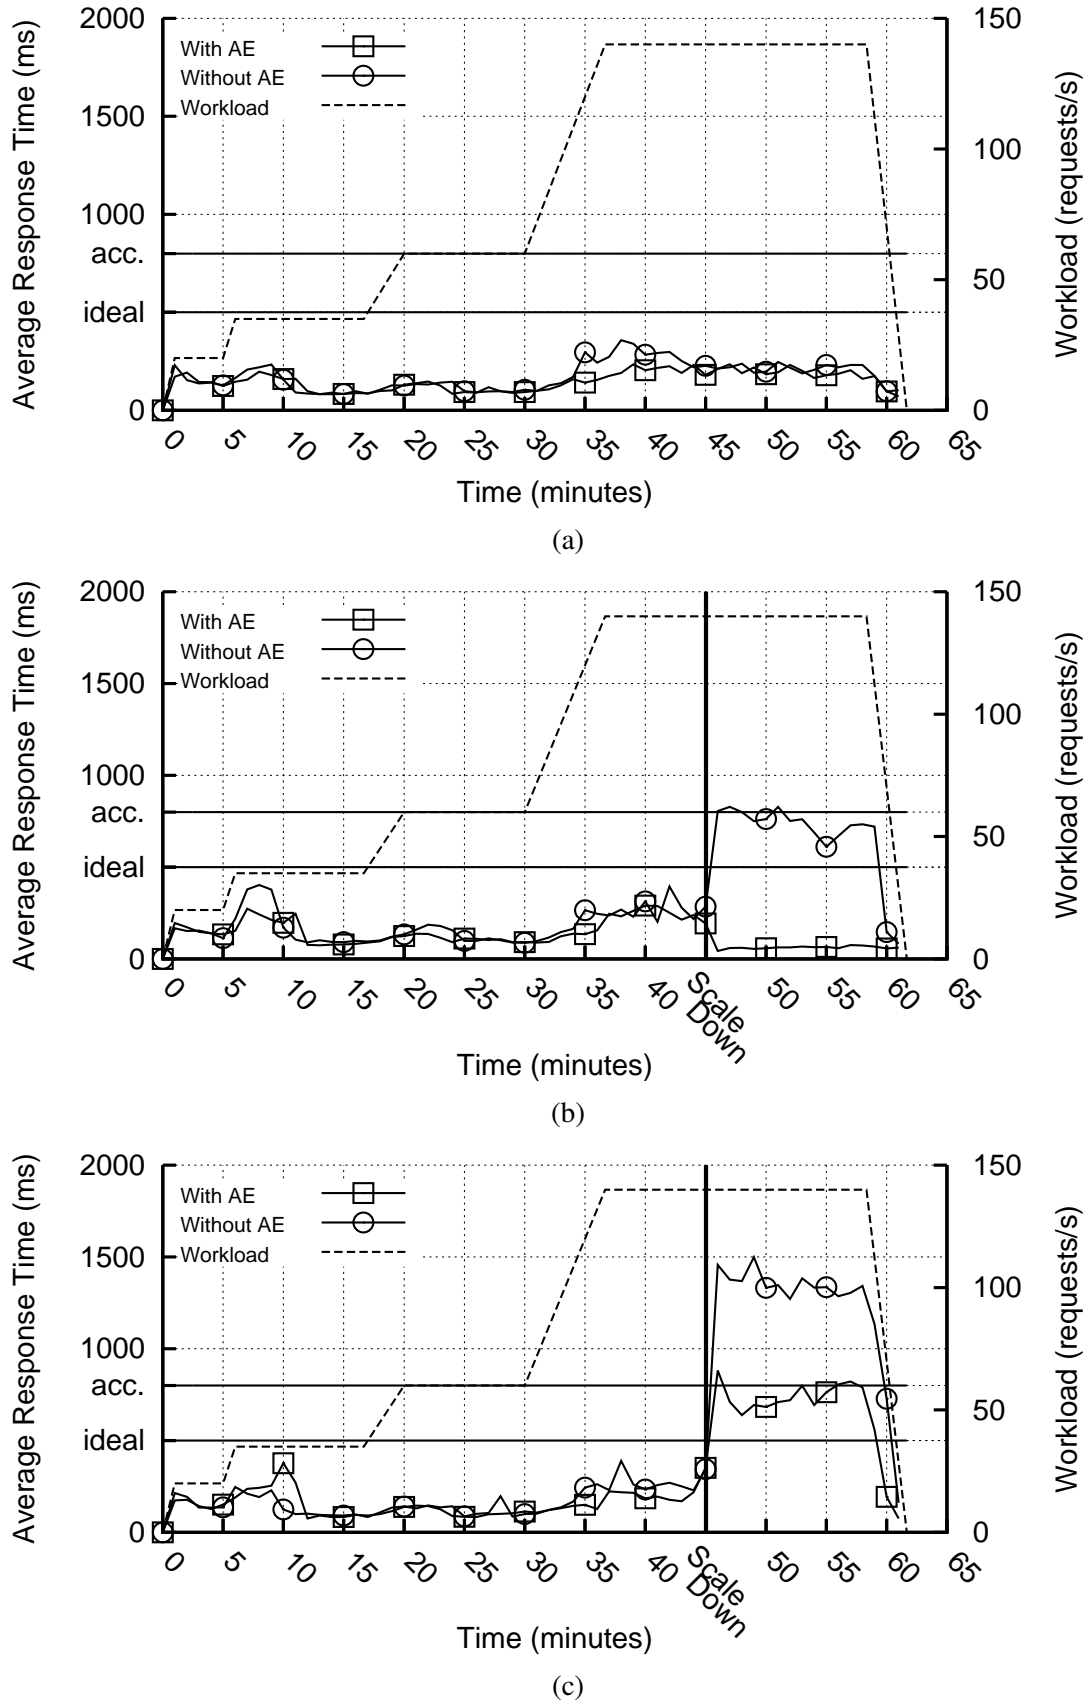 2000
1500
1000
acc.
ideal
0
Average Response Time (ms)
With AE
Without AE
Workload
150
100
50
0
Workload (requests/s)
0 5 10 15 20 25 30 35 40 45 50 55 60 65
Time (minutes)
(a)
2000
1500
1000
acc.
ideal
0
Average Response Time (ms)
With AE
Without AE
Workload
150
100
50
0
Workload (requests/s)
0 5 10 15 20 25 30 35 40 Scale Down 50 55 60 65
Time (minutes)
(b)
2000
1500
1000
acc.
ideal
0
Average Response Time (ms)
With AE
Without AE
Workload
150
100
50
0
Workload (requests/s)
0 5 10 15 20 25 30 35 40 Scale Down 50 55 60 65
Time (minutes)
(c)